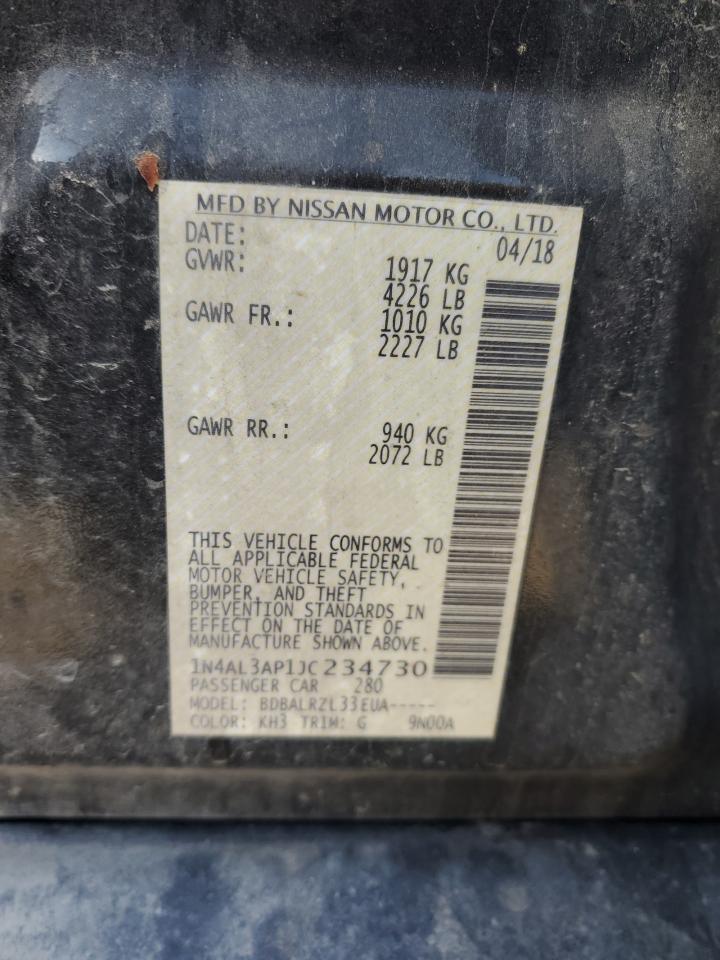 MFD BY NISSAN MOTOR CO., LTD.
DATE: 04/18
GVWR: 1917 KG
4226 LB
GAWR FR.: 1010 KG
2227 LB
GAWR RR.: 940 KG
2072 LB
THIS VEHICLE CONFORMS TO
ALL APPLICABLE FEDERAL
MOTOR VEHICLE SAFETY,
BUMPER, AND THEFT
PREVENTION STANDARDS IN
EFFECT ON THE DATE OF
MANUFACTURE SHOWN ABOVE.
1N4AL3AP1JC234730
PASSENGER CAR 280
MODEL: BDBALRZL33EUA-----
COLOR: KH3 TRIM: G 9N00A